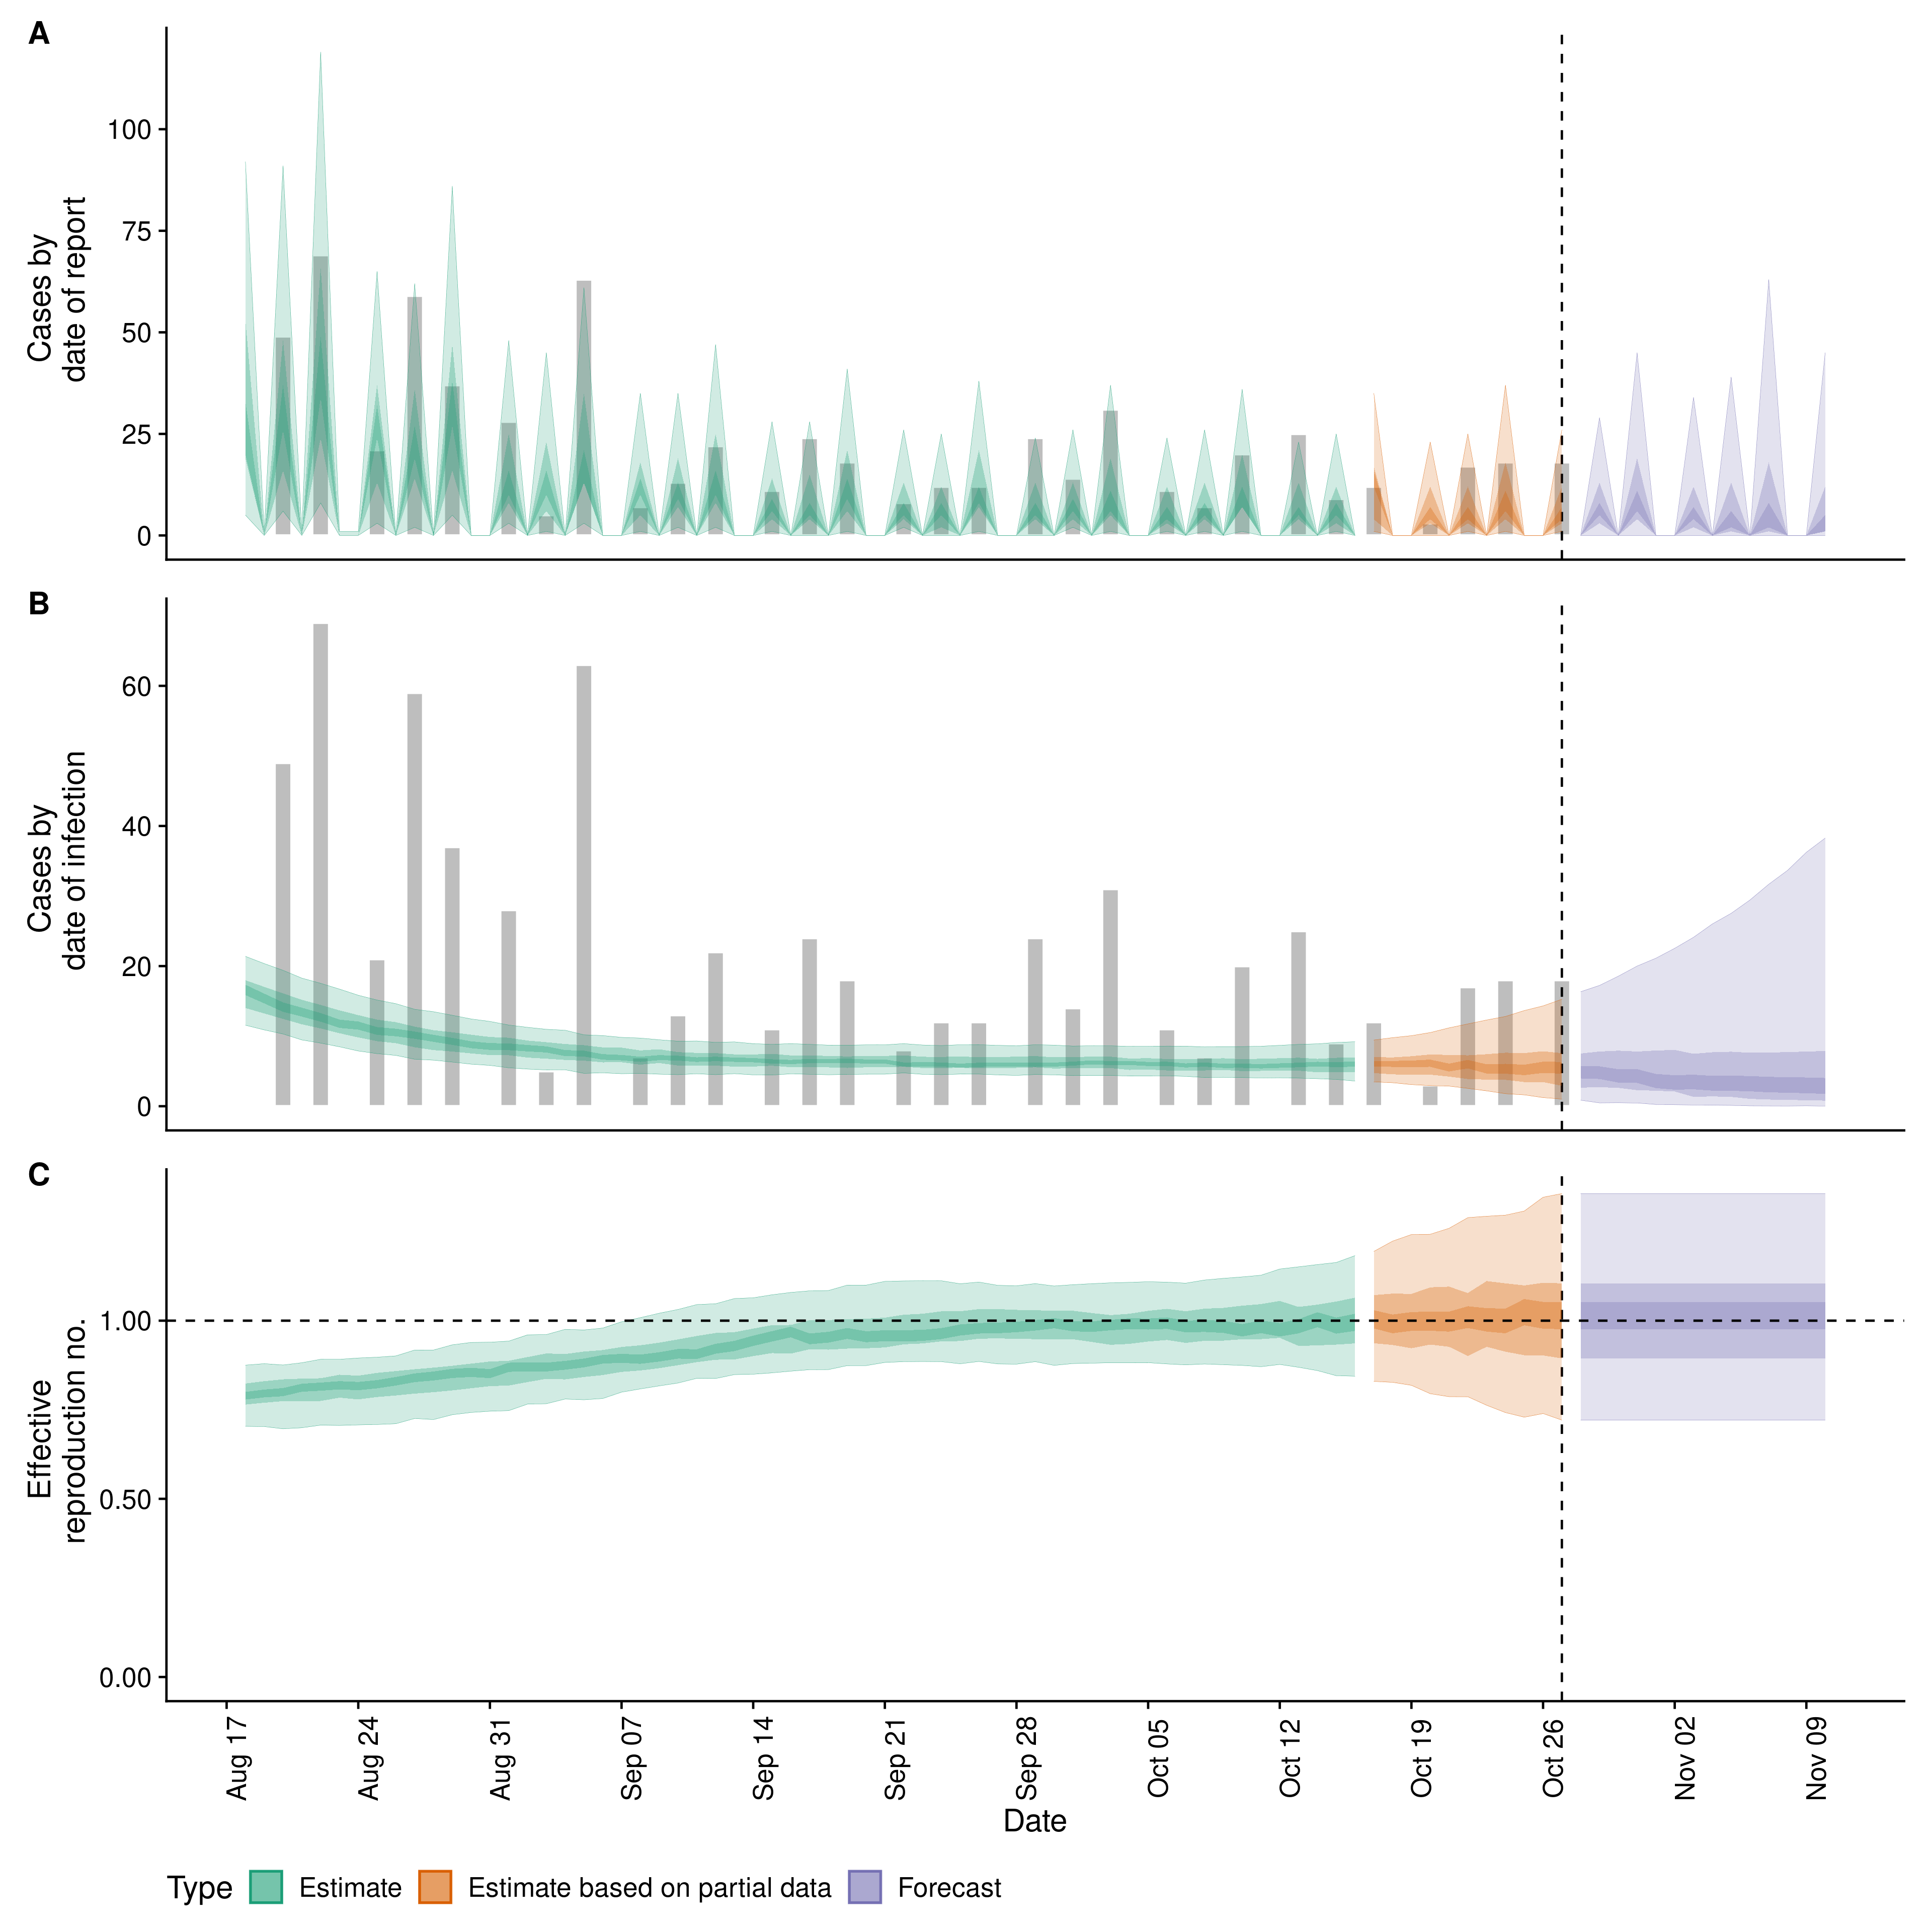 A
Cases by
date of report
100
75
50
25
0
B
Cases by
date of infection
60
40
20
0
C
Effective
reproduction no.
1.00
0.50
0.00
Aug 17
Aug 24
Aug 31
Sep 07
Sep 14
Sep 21
Sep 28
Oct 05
Oct 12
Oct 19
Oct 26
Nov 02
Nov 09
Date
Type Estimate Estimate based on partial data Forecast